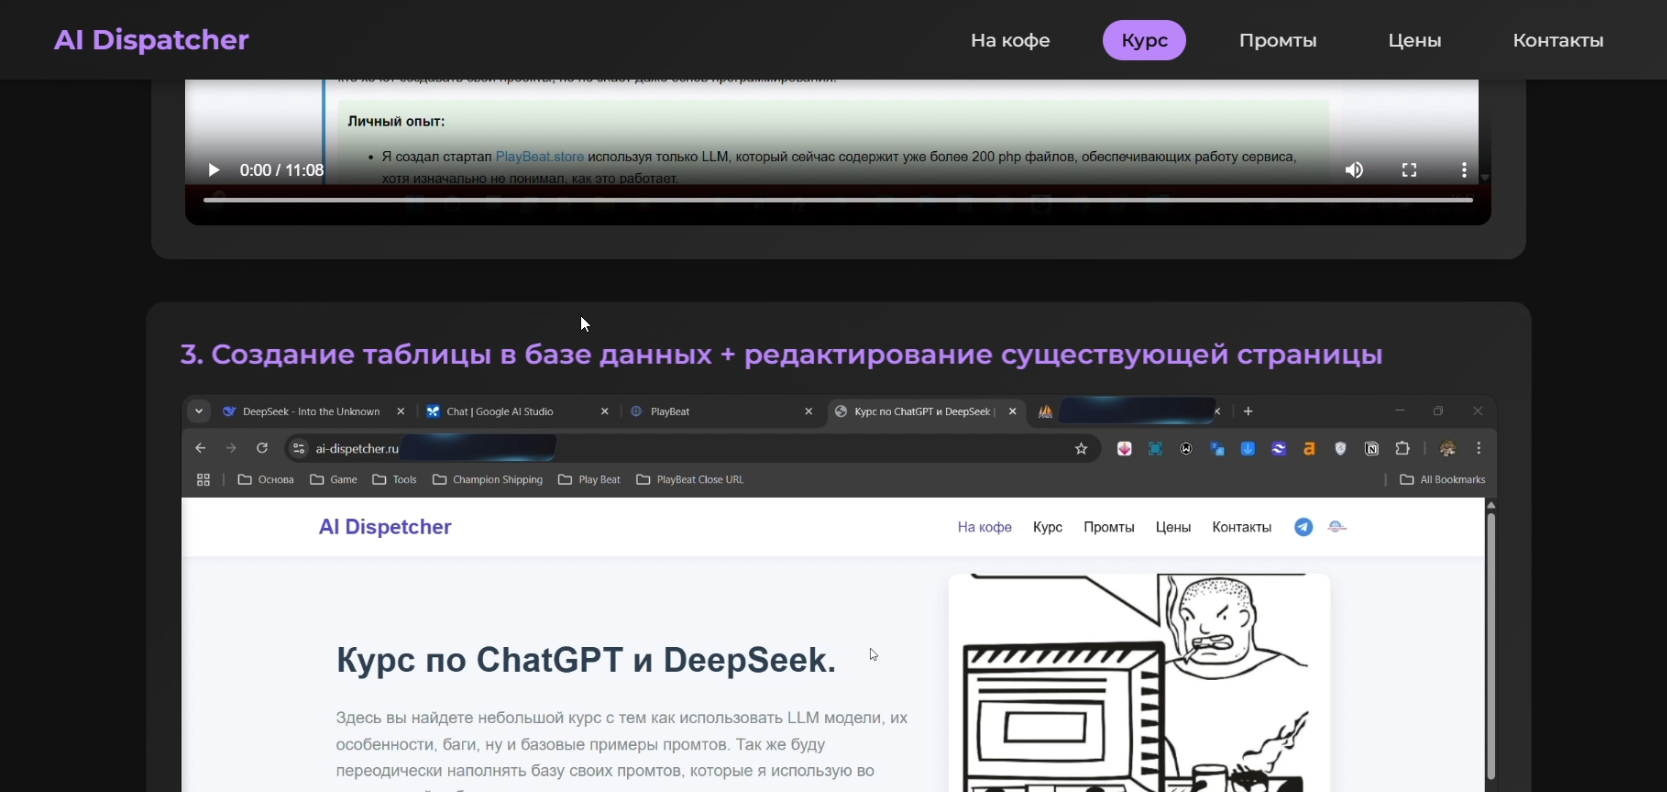 AI Dispatcher
На кофе
Курс
Промты
Цены
Контакты
Личный опыт:
• Я создал стартап PlayBeat.store используя только LLM, который сейчас содержит уже более 200 php файлов, обеспечивающих работу сервиса,
хотя изначально не понимал, как это работает.
0:00 / 11:08
3. Создание таблицы в базе данных + редактирование существующей страницы
DeepSeek - Into the Unknown
Chat | Google AI Studio
PlayBeat
Курс по ChatGPT и DeepSeek |
ai-dispetcher.ru
Основа
Game
Tools
Champion Shipping
Play Beat
PlayBeat Close URL
All Bookmarks
AI Dispetcher
На кофе
Курс
Промты
Цены
Контакты
Курс по ChatGPT и DeepSeek.
Здесь вы найдете небольшой курс с тем как использовать LLM модели, их
особенности, баги, ну и базовые примеры промтов. Так же буду
переодически наполнять базу своих промтов, которые я использую во